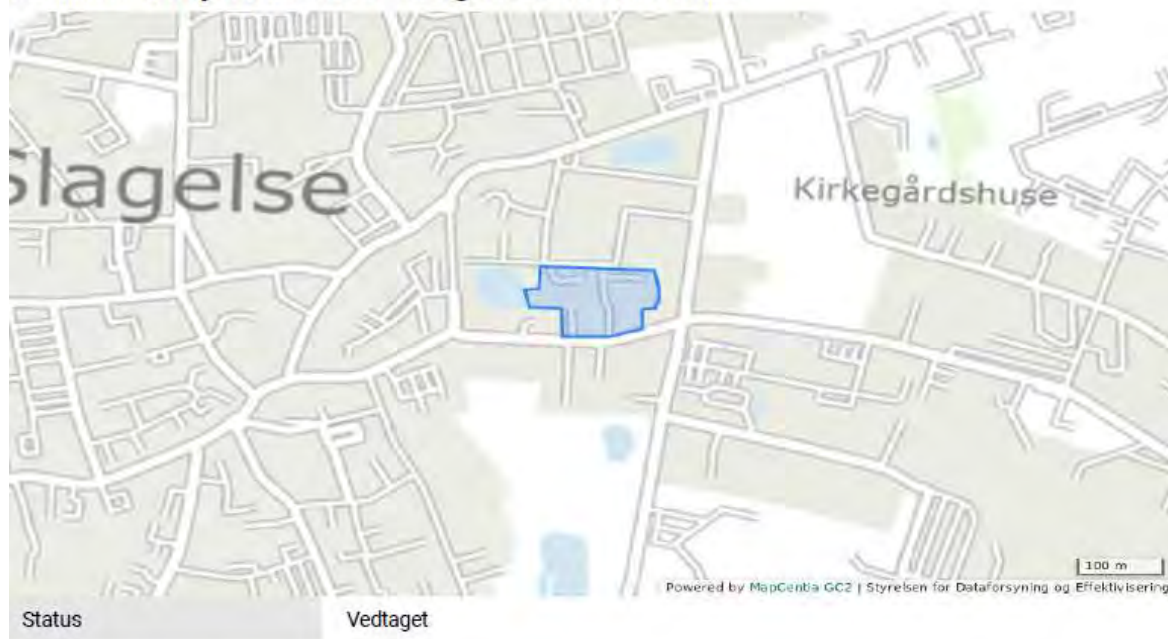 Slagelse
Kirkegårdshuse
100 m
Powered by MapCentia GC2 | Styrelsen for Dataforsyning og Effektivisering
Status Vedtaget